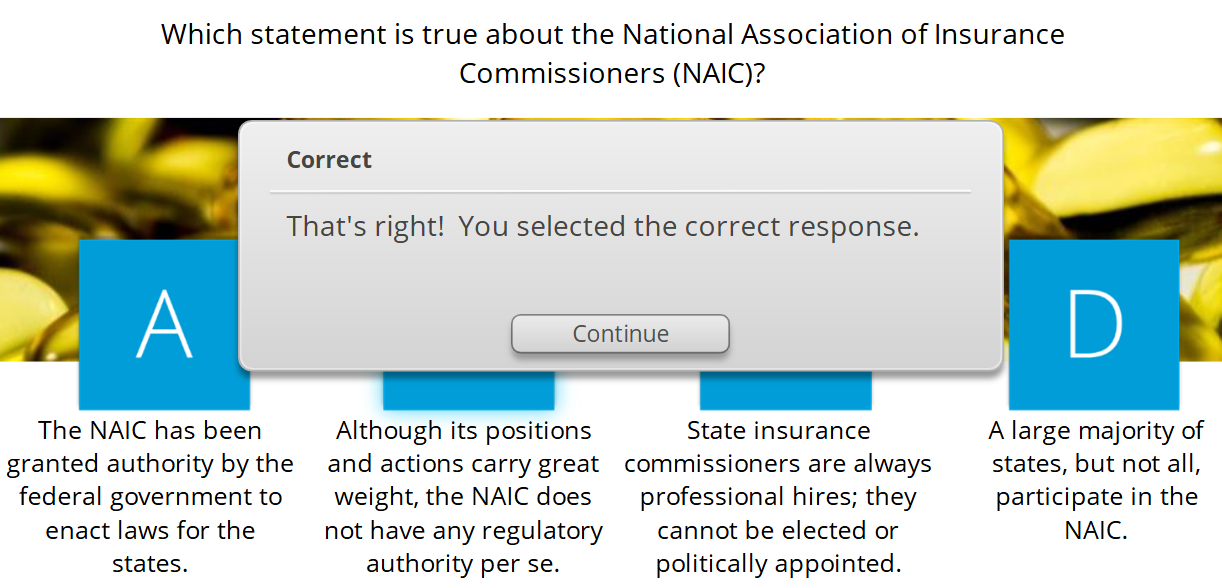 Which statement is true about the National Association of Insurance
Commissioners (NAIC)?
Correct
That's right!  You selected the correct response.
Continue
A
D
The NAIC has been
granted authority by the
federal government to
enact laws for the
states.
Although its positions
and actions carry great
weight, the NAIC does
not have any regulatory
authority per se.
State insurance
commissioners are always
professional hires; they
cannot be elected or
politically appointed.
A large majority of
states, but not all,
participate in the
NAIC.